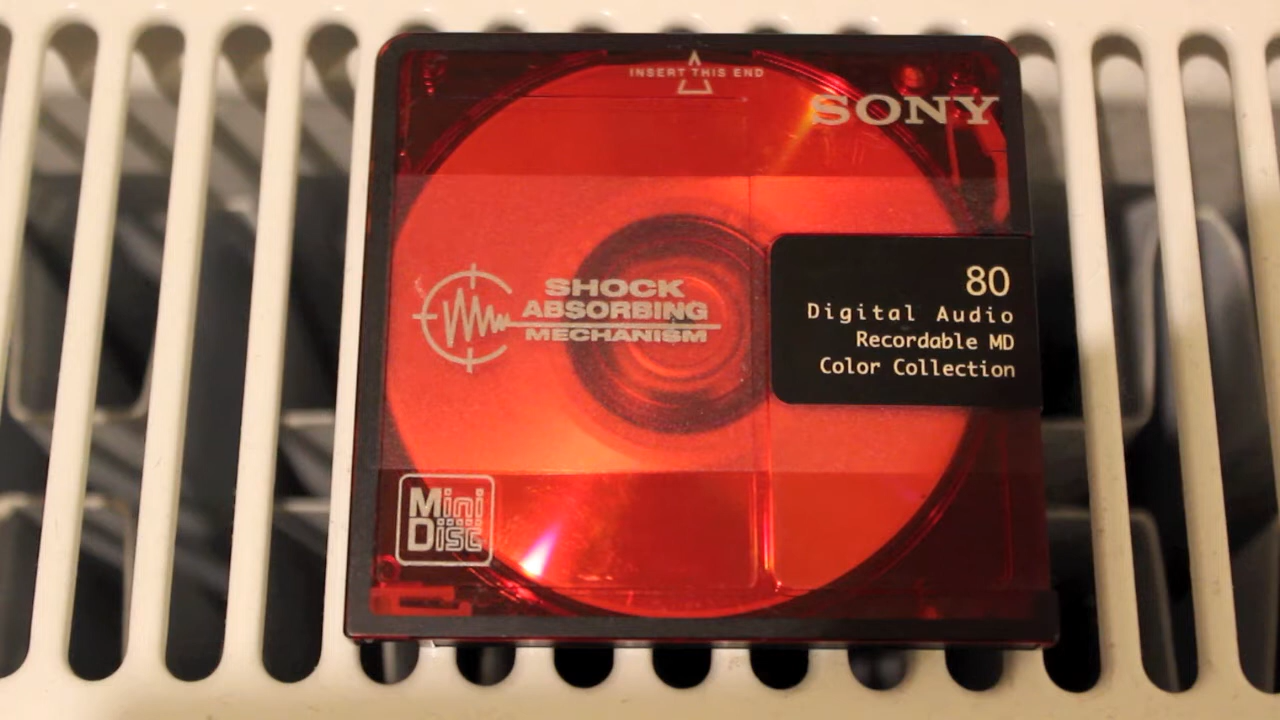 INSERT THIS END
SONY
SHOCK
ABSORBING
MECHANISM
80
Digital Audio
Recordable MD
Color Collection
Mini
Disc